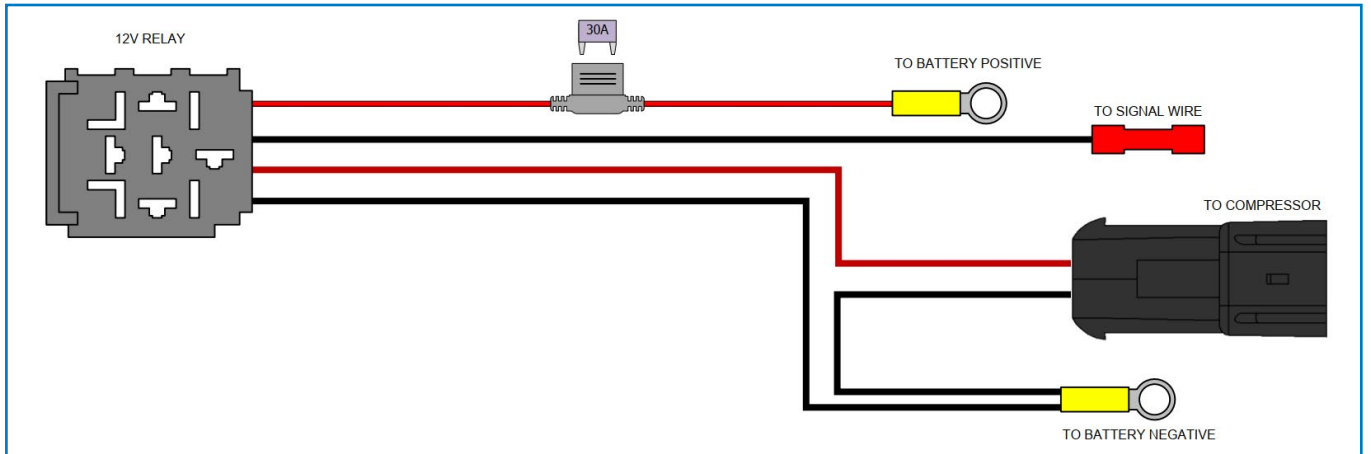 12V RELAY
30A
TO BATTERY POSITIVE
TO SIGNAL WIRE
TO COMPRESSOR
TO BATTERY NEGATIVE